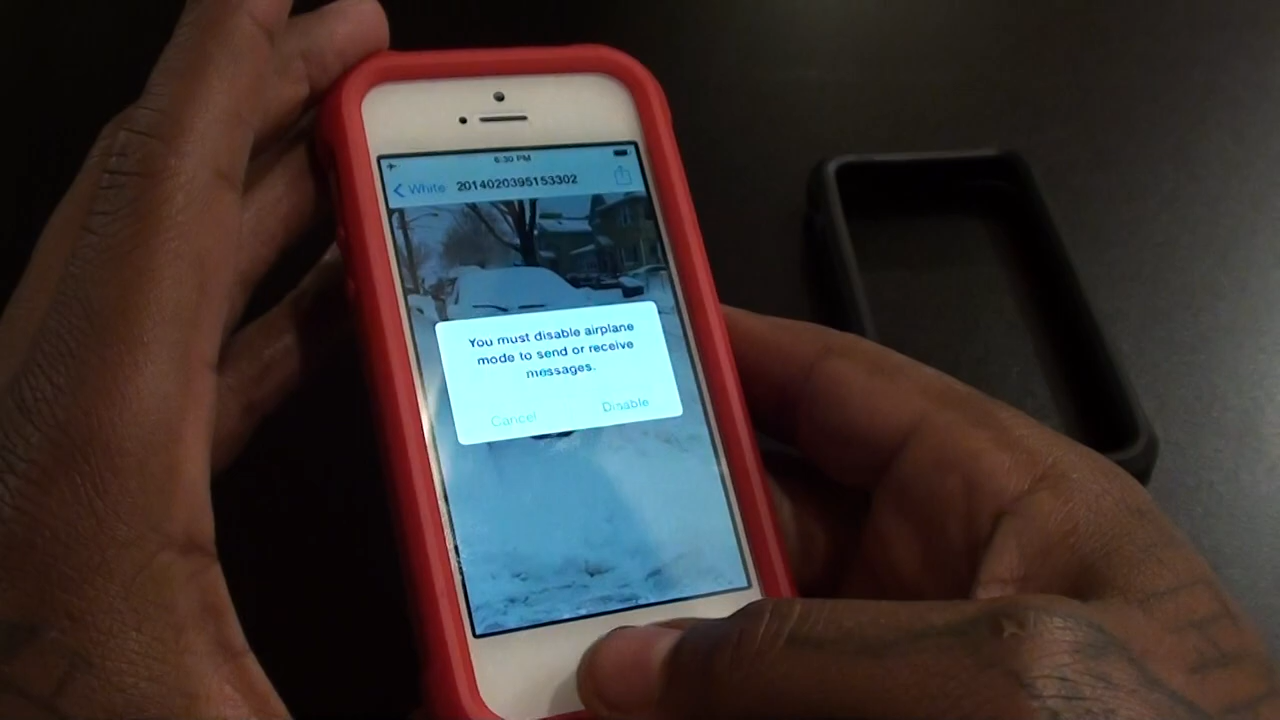 6:30 PM
White 2014020395153302
You must disable airplane
mode to send or receive
messages.
Cancel Disable